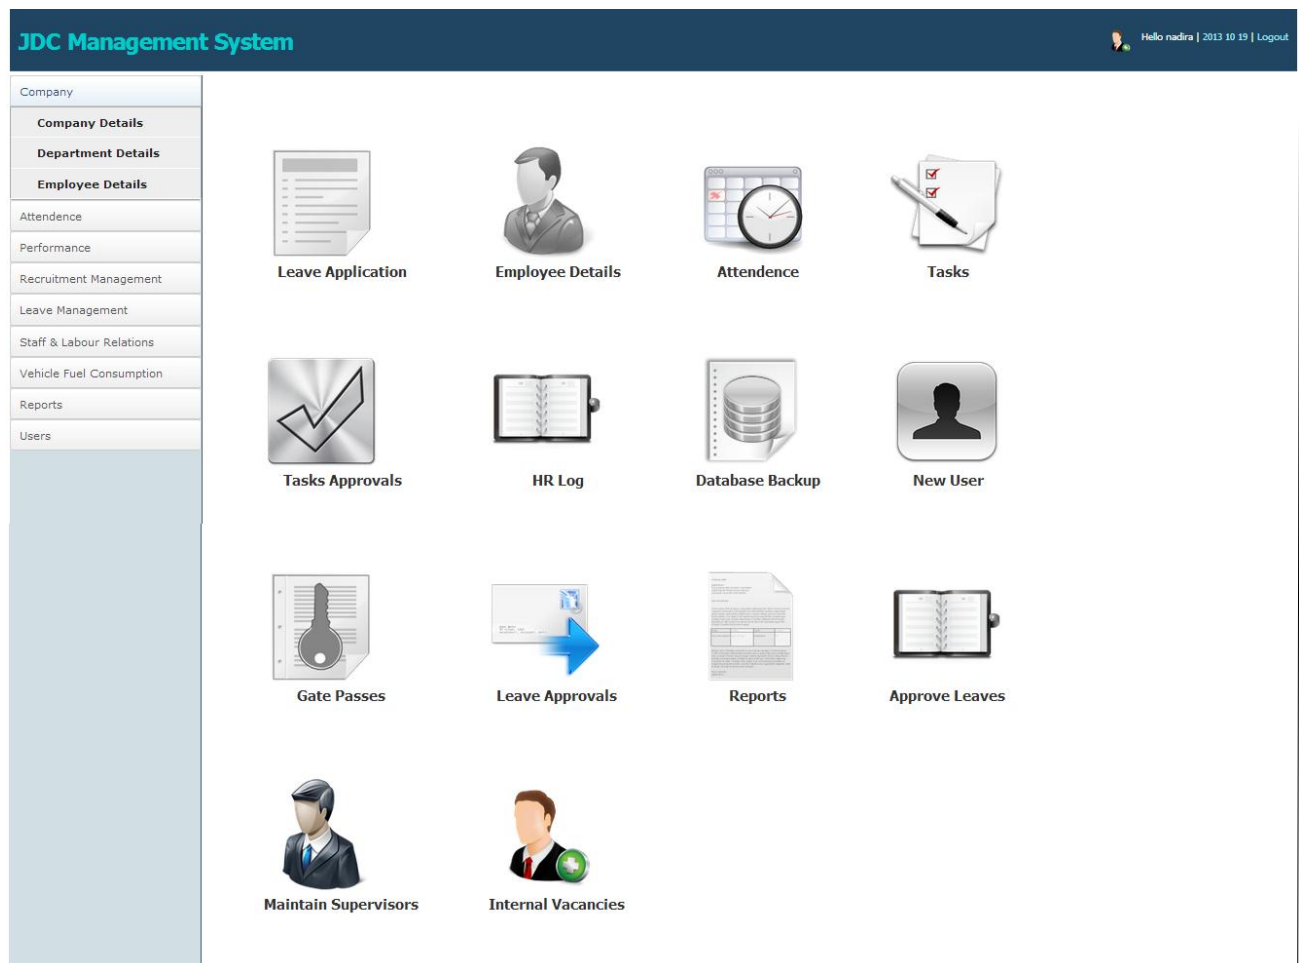 JDC Management System
Hello nadira | 2013 10 19 | Logout
Company
Company Details
Department Details
Employee Details
Attendence
Performance
Recruitment Management
Leave Management
Staff & Labour Relations
Vehicle Fuel Consumption
Reports
Users
Leave Application
Employee Details
Attendence
Tasks
Tasks Approvals
HR Log
Database Backup
New User
Gate Passes
Leave Approvals
Reports
Approve Leaves
Maintain Supervisors
Internal Vacancies